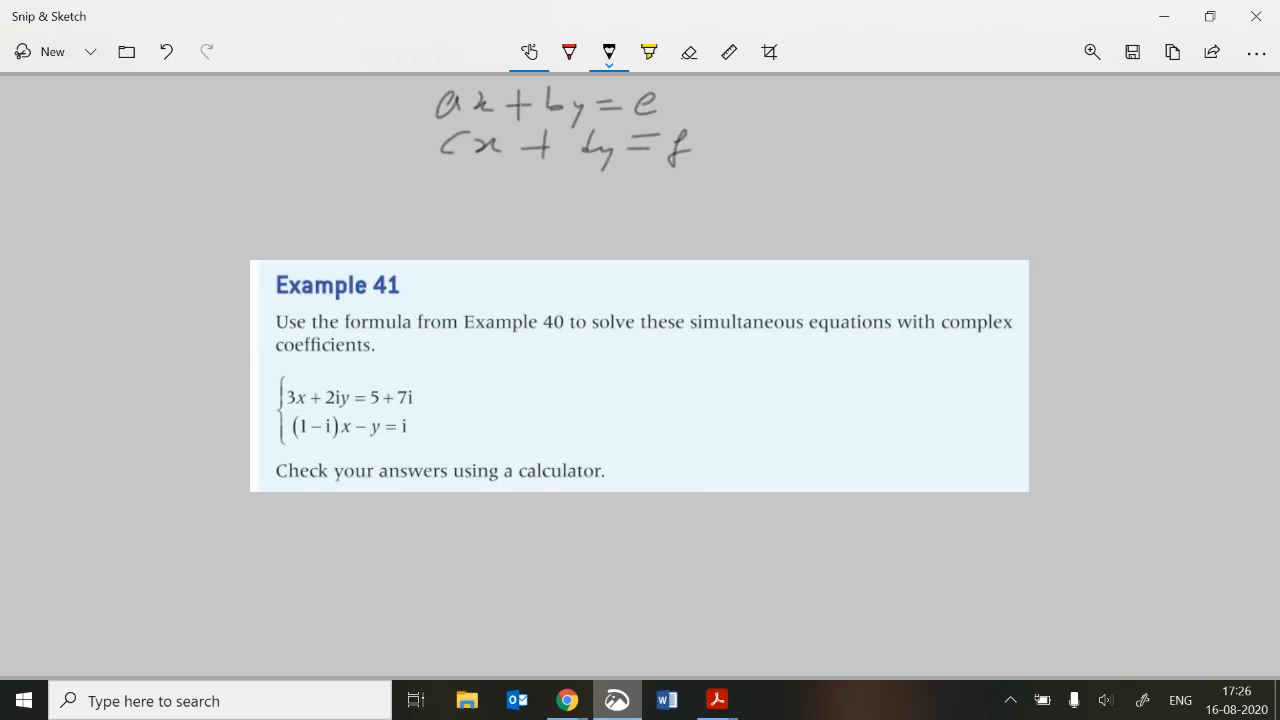 Snip & Sketch
New
ax + by = e
cx + dy = f
Example 41
Use the formula from Example 40 to solve these simultaneous equations with complex
coefficients.
3x + 2iy = 5 + 7i
(1 − i)x − y = i
Check your answers using a calculator.
Type here to search
ENG
17:26
16-08-2020